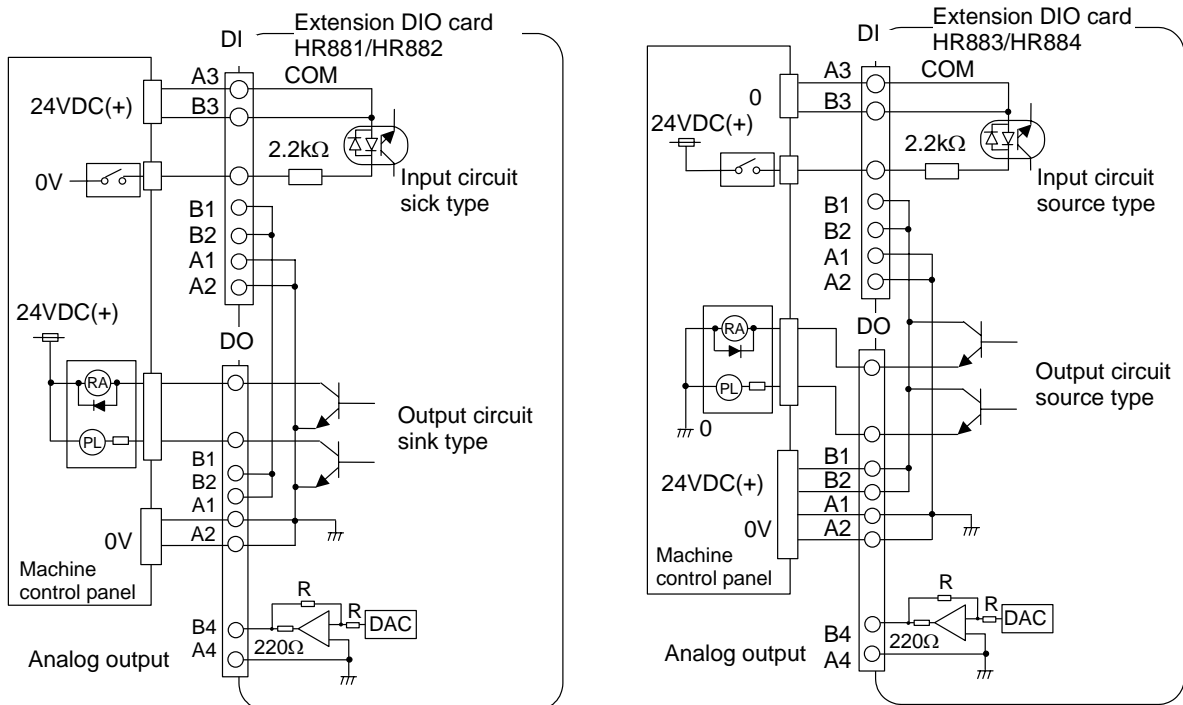 Extension DIO card
HR881/HR882
DI
COM
A3
B3
24VDC(+)
2.2kΩ
0V
Input circuit
sick type
B1
B2
A1
A2
24VDC(+)
DO
RA
PL
Output circuit
sink type
B1
B2
A1
A2
0V
Machine
control panel
R
R
DAC
B4
220Ω
A4
Analog output
Extension DIO card
HR883/HR884
DI
COM
A3
B3
0
24VDC(+)
2.2kΩ
Input circuit
source type
B1
B2
A1
A2
DO
RA
PL
0
Output circuit
source type
B1
B2
24VDC(+)
A1
A2
0V
Machine
control panel
R
R
DAC
B4
220Ω
A4
Analog output